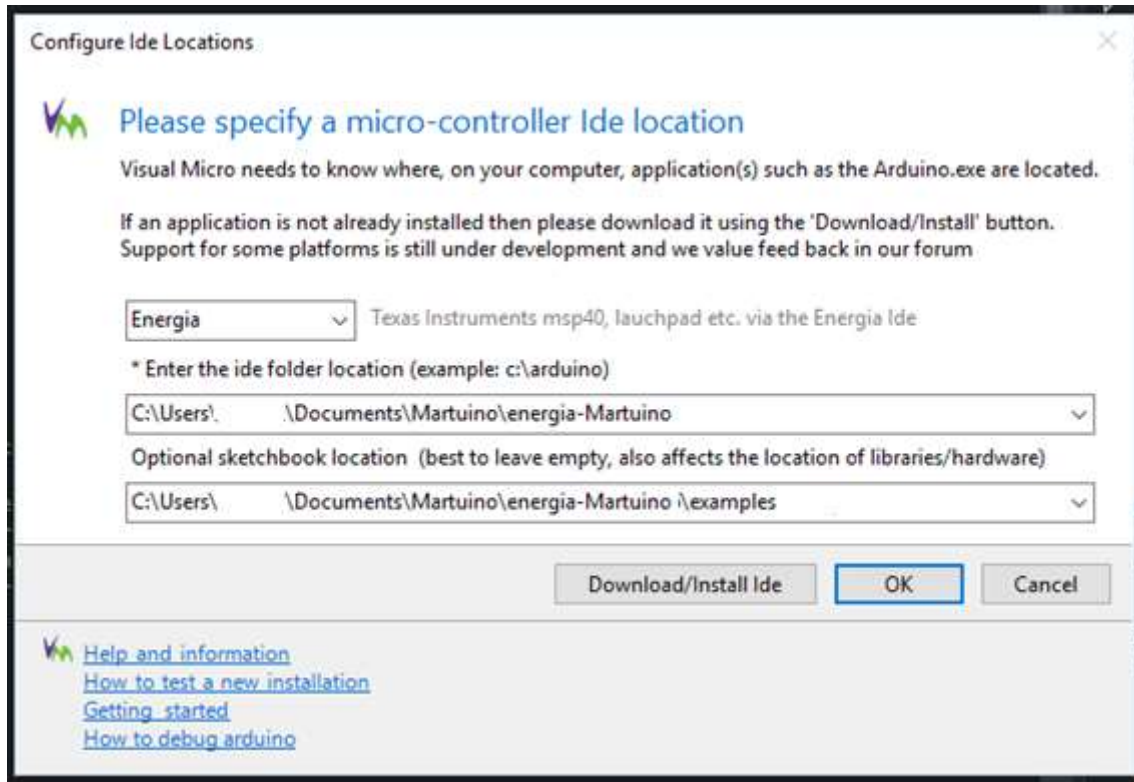 Configure Ide Locations
Please specify a micro-controller Ide location
Visual Micro needs to know where, on your computer, application(s) such as the Arduino.exe are located.
If an application is not already installed then please download it using the 'Download/Install' button.
Support for some platforms is still under development and we value feed back in our forum
Energia Texas Instruments msp40, lauchpad etc. via the Energia Ide
* Enter the ide folder location (example: c:\arduino)
C:\Users\. .\Documents\Martuino\energia-Martuino
Optional sketchbook location (best to leave empty, also affects the location of libraries/hardware)
C:\Users\ \Documents\Martuino\energia-Martuino \examples
Download/Install Ide OK Cancel
Help and information
How to test a new installation
Getting started
How to debug arduino